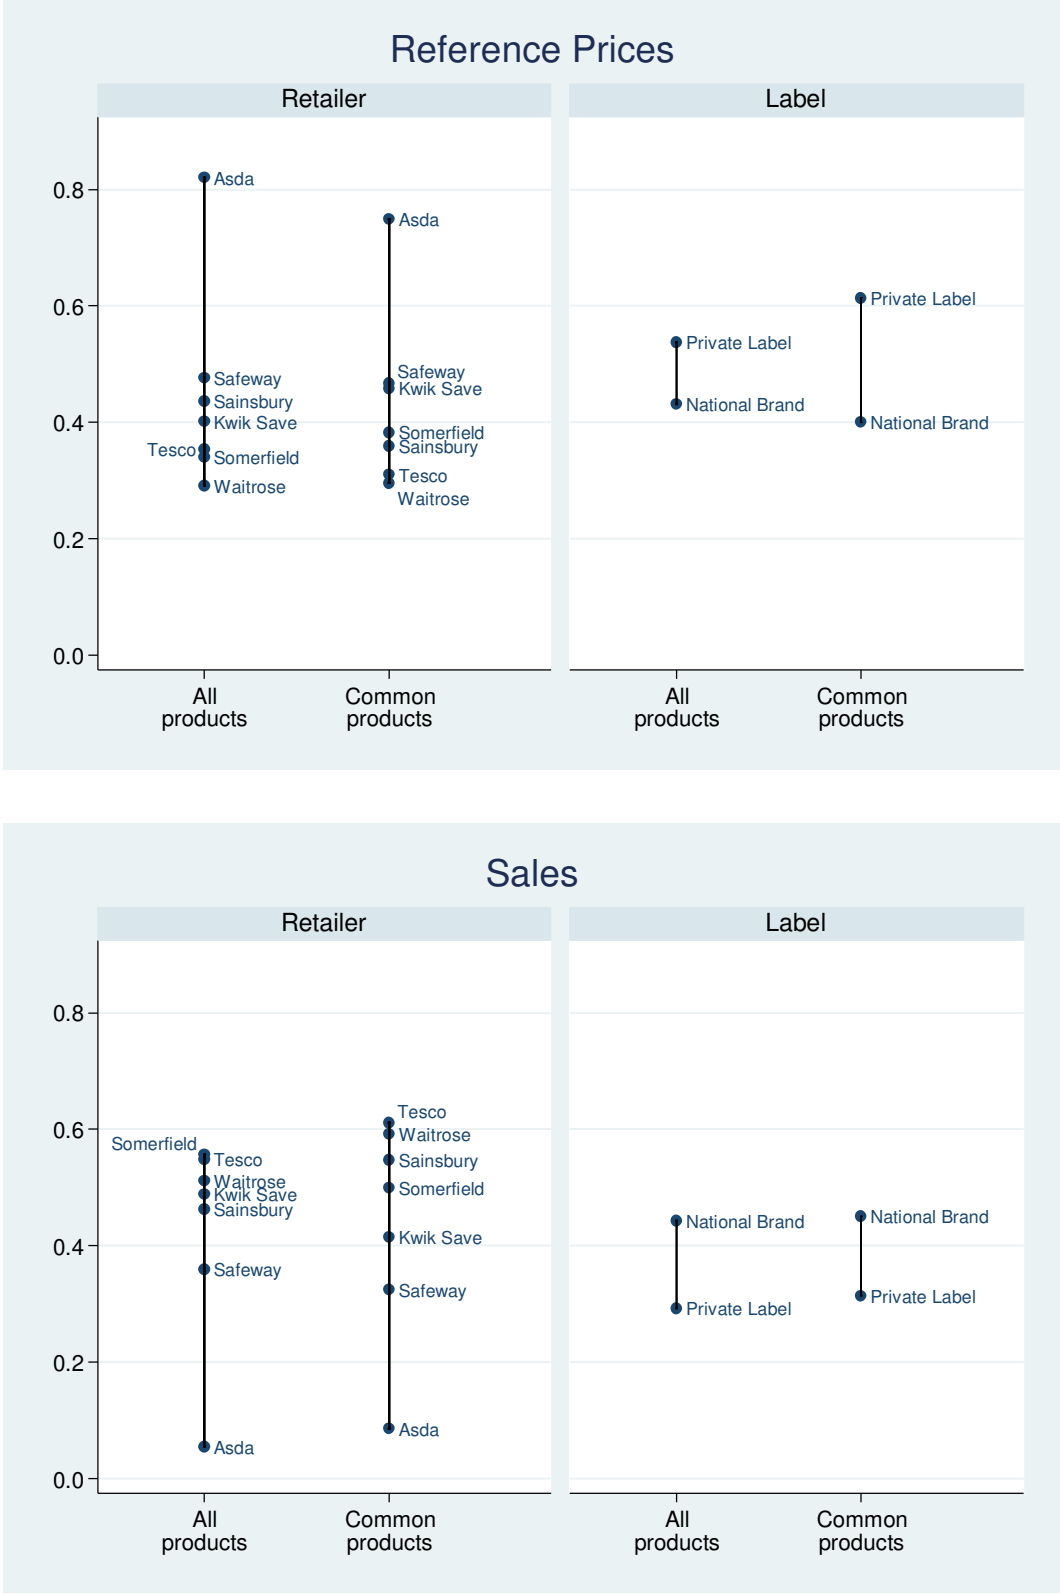 Reference Prices
Retailer
Label
0.8
0.6
0.4
0.2
0.0
Asda
Safeway
Sainsbury
Kwik Save
Tesco
Somerfield
Waitrose
Asda
Safeway
Kwik Save
Somerfield
Sainsbury
Tesco
Waitrose
Private Label
National Brand
Private Label
National Brand
All
products
Common
products
All
products
Common
products
Sales
Retailer
Label
0.8
0.6
0.4
0.2
0.0
Somerfield
Tesco
Waitrose
Kwik Save
Sainsbury
Safeway
Asda
Tesco
Waitrose
Sainsbury
Somerfield
Kwik Save
Safeway
Asda
National Brand
Private Label
National Brand
Private Label
All
products
Common
products
All
products
Common
products